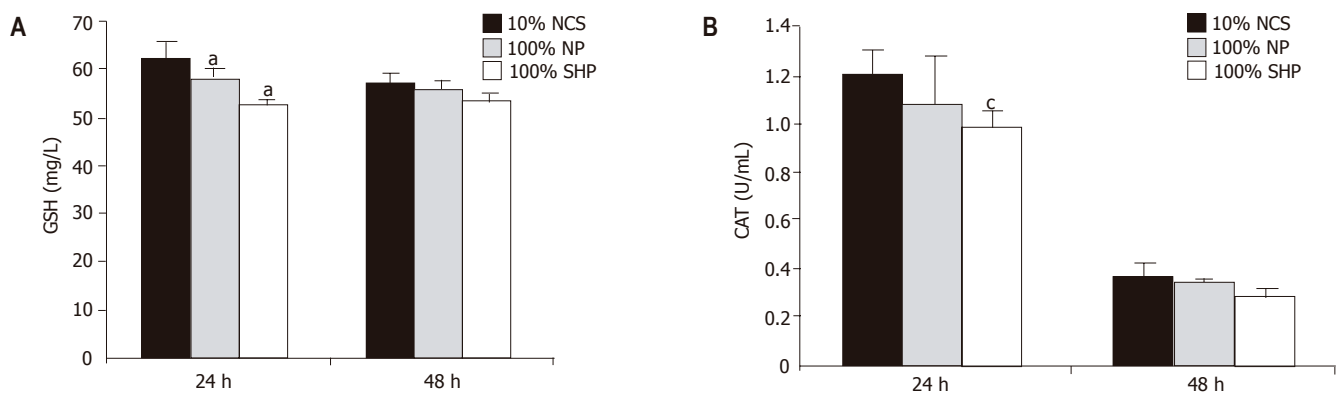 A
70
60
50
40
30
20
10
0
GSH (mg/L)
10% NCS
100% NP
100% SHP
a
a
24 h
48 h
B
1.4
1.2
1.0
0.8
0.6
0.4
0.2
0
CAT (U/mL)
10% NCS
100% NP
100% SHP
c
24 h
48 h